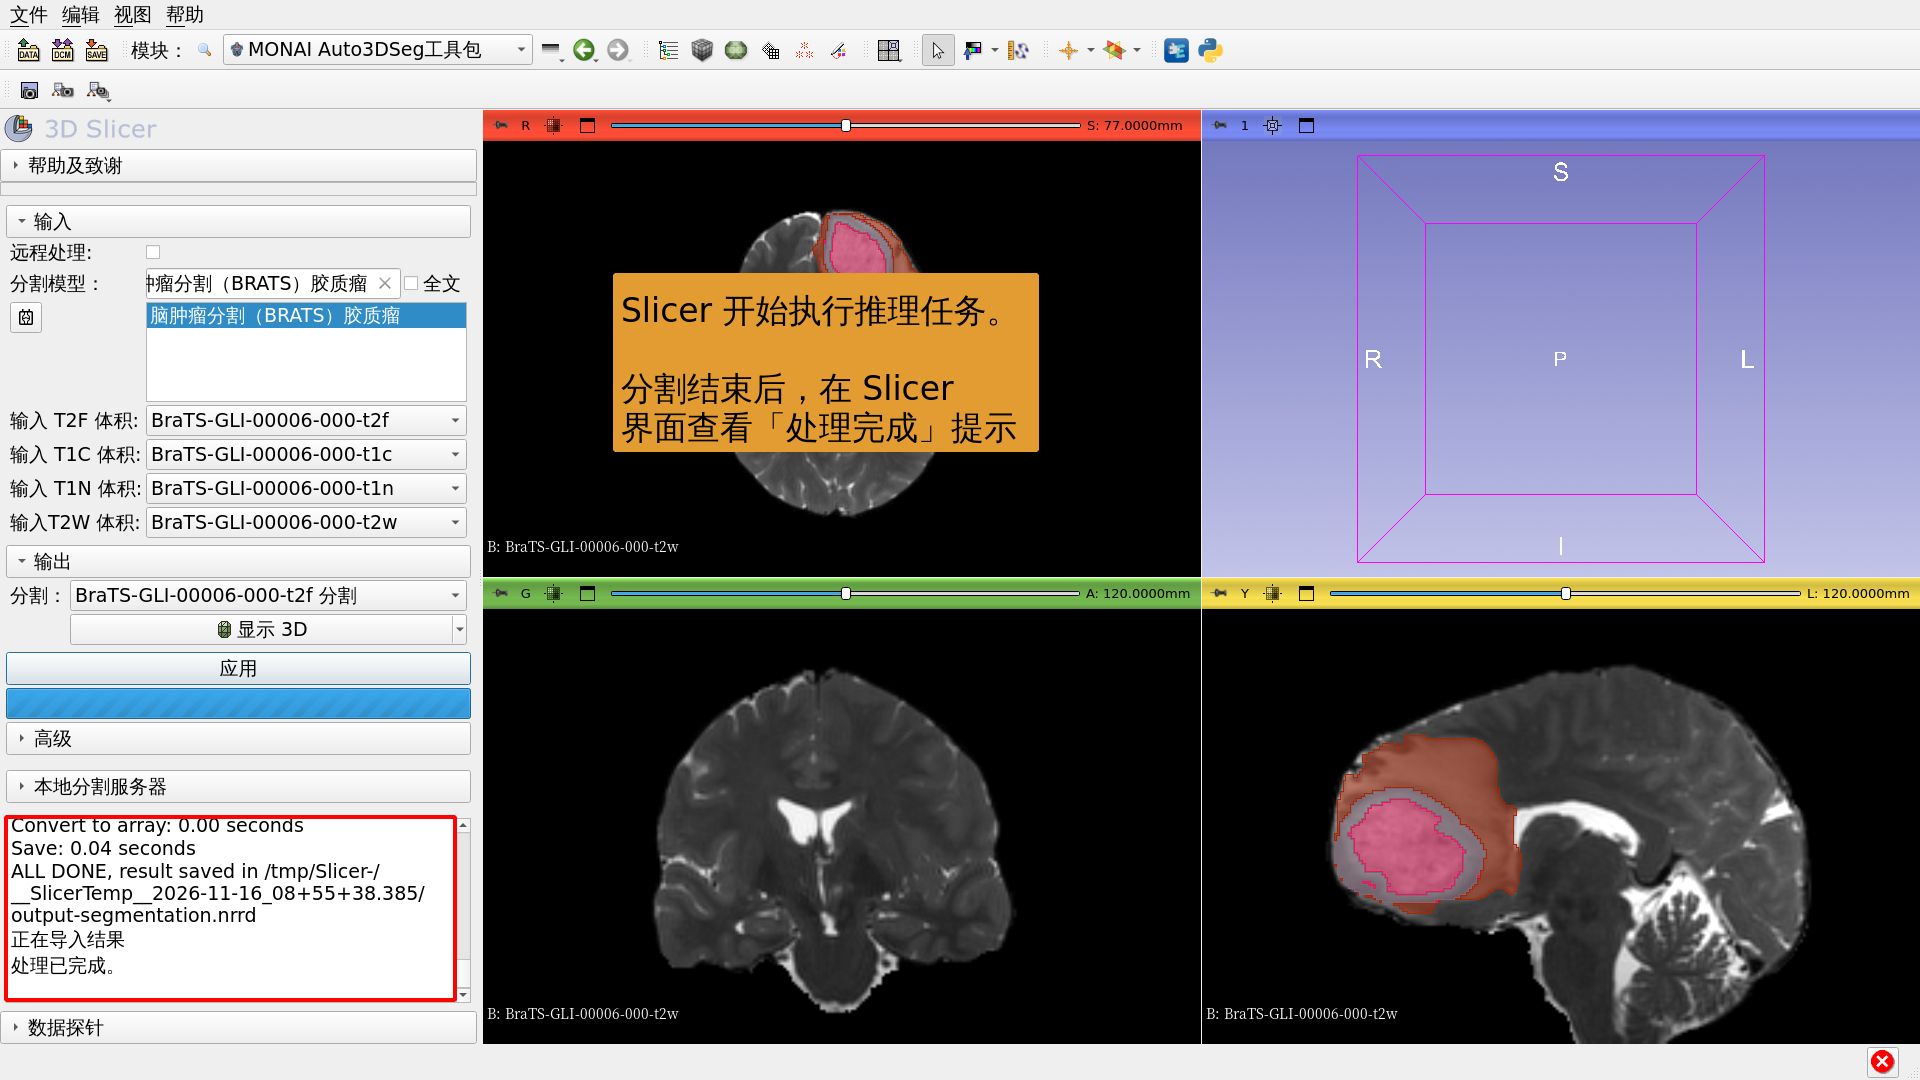 文件 编辑 视图 帮助
DATA DCM SAVE 模块： MONAI Auto3DSeg工具包
3D Slicer
帮助及致谢
输入
远程处理:
分割模型： 中瘤分割（BRATS）胶质瘤 全文
脑肿瘤分割（BRATS）胶质瘤
输入 T2F 体积: BraTS-GLI-00006-000-t2f
输入 T1C 体积: BraTS-GLI-00006-000-t1c
输入 T1N 体积: BraTS-GLI-00006-000-t1n
输入T2W 体积: BraTS-GLI-00006-000-t2w
输出
分割： BraTS-GLI-00006-000-t2f 分割
显示 3D
应用
高级
本地分割服务器
Convert to array: 0.00 seconds
Save: 0.04 seconds
ALL DONE, result saved in /tmp/Slicer-/
__SlicerTemp__2026-11-16_08+55+38.385/
output-segmentation.nrrd
正在导入结果
处理已完成。
数据探针
R S: 77.0000mm
Slicer 开始执行推理任务。
分割结束后，在 Slicer
界面查看「处理完成」提示
B: BraTS-GLI-00006-000-t2w
1
S
R P L
I
G A: 120.0000mm
B: BraTS-GLI-00006-000-t2w
Y L: 120.0000mm
B: BraTS-GLI-00006-000-t2w